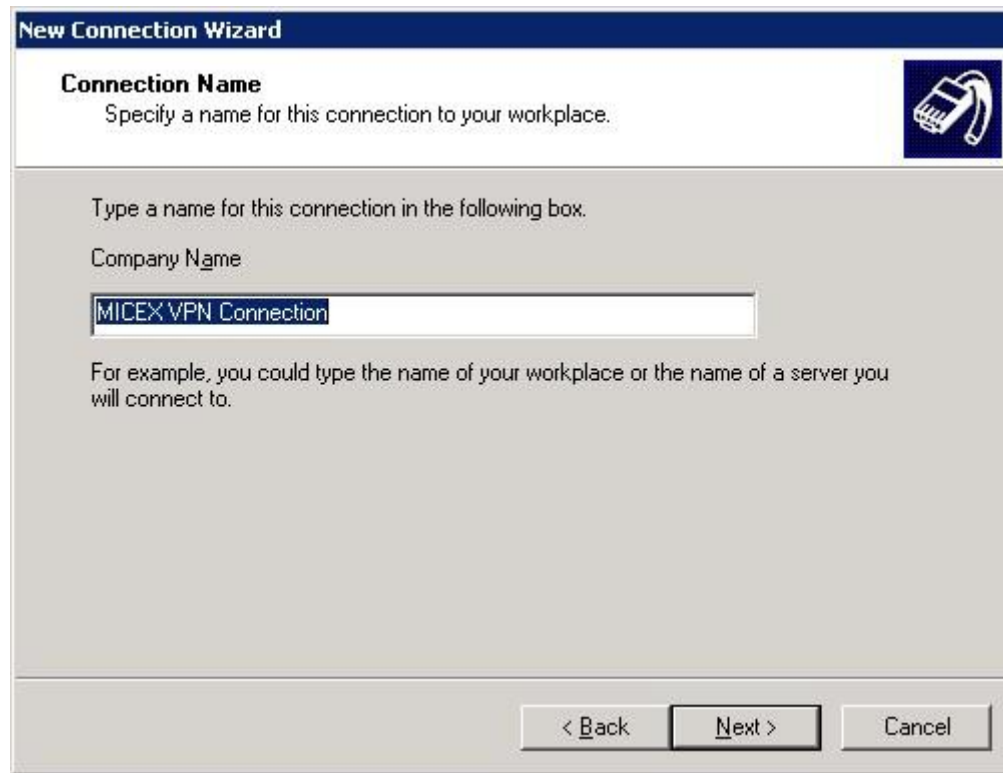 New Connection Wizard
Connection Name
Specify a name for this connection to your workplace.
Type a name for this connection in the following box.
Company Name
MICEX VPN Connection
For example, you could type the name of your workplace or the name of a server you
will connect to.
< Back
Next >
Cancel